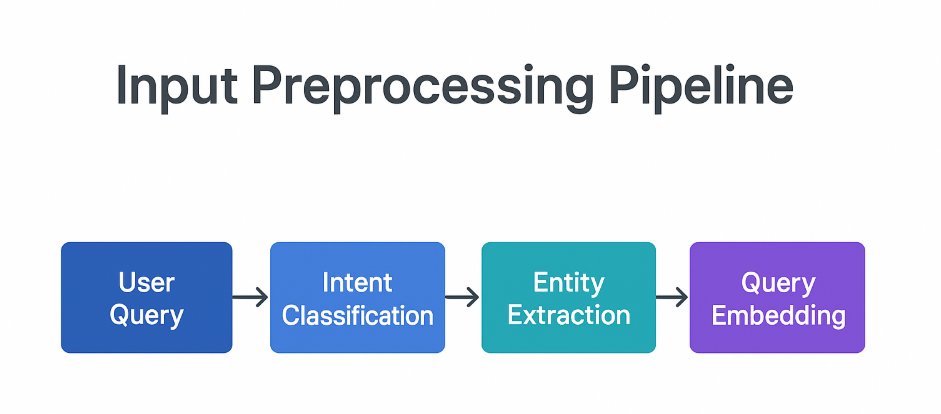 Input Preprocessing Pipeline
User
Query
Intent
Classification
Entity
Extraction
Query
Embedding